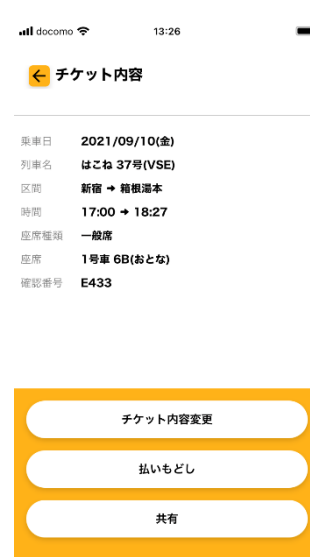 docomo 13:26
チケット内容
乗車日 2021/09/10(金)
列車名 はこね 37号(VSE)
区間 新宿 → 箱根湯本
時間 17:00 → 18:27
座席種類 一般席
座席 1号車 6B(おとな)
確認番号 E433
チケット内容変更
払いもどし
共有